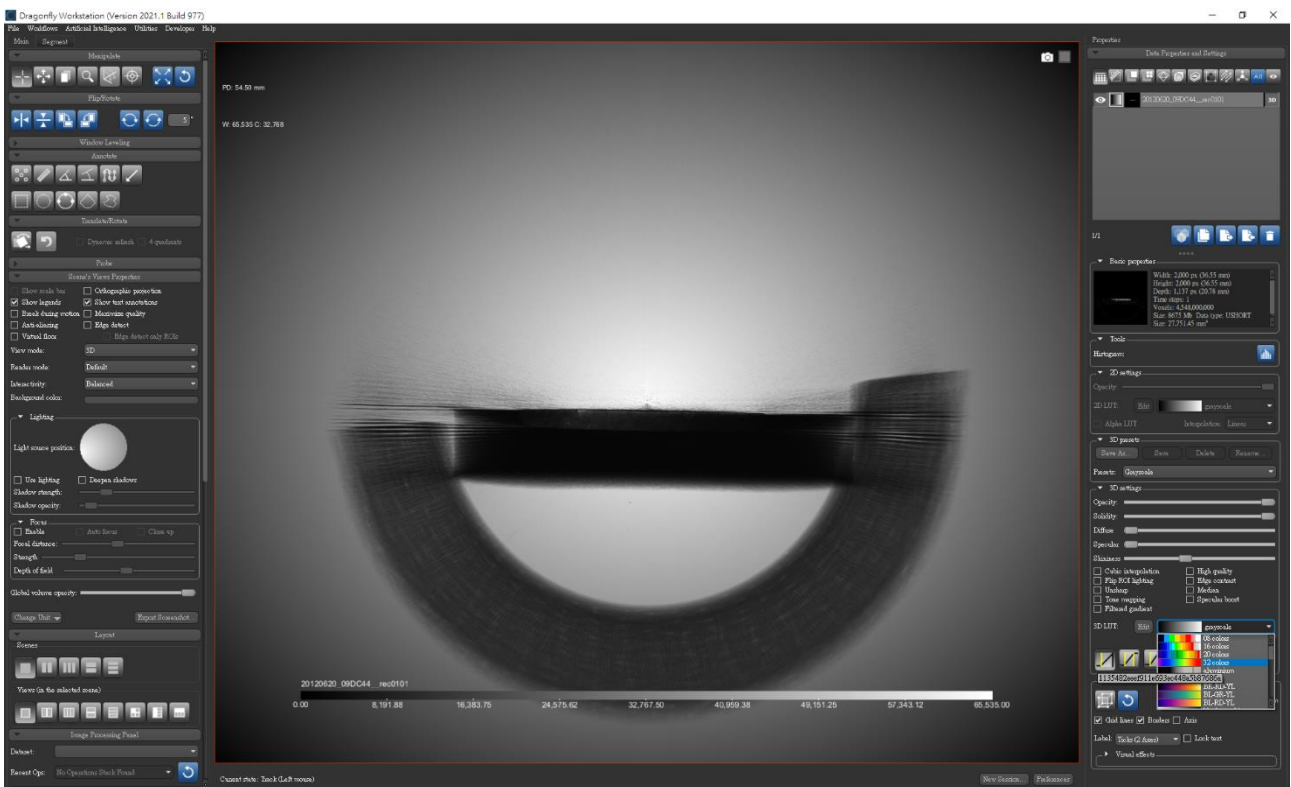 Dragonfly Workstation (Version 2021.1 Build 977)
File Workflows Artificial Intelligence Utilities Developer Help
Main Segment
Manipulate
Flip/Rotate
5 °
Window Leveling
Annotate
Translate/Rotate
Dynamic refresh 4 quadrants
Probe
Scene's Views Properties
Show scale bar Orthographic projection
Show legends Show text annotations
Break during motion Maximize quality
Anti-aliasing Edge detect
Virtual floor Edge detect only ROIs
View mode: 3D
Render mode: Default
Interactivity: Balanced
Background color:
Lighting
Light source position:
Use lighting Deepen shadows
Shadow strength:
Shadow opacity:
Focus
Enable Auto focus Close up
Focal distance:
Strength
Depth of field
Global volume opacity:
Change Unit Export Screenshot...
Layout
Scenes
Views (in the selected scene)
Image Processing Panel
Dataset:
Recent Ops: No Operations Stack Found
PD: 54.50 mm
W: 65,535 C: 32,768
20120620_09DC44__rec0101
0.00 8,191.88 16,383.75 24,575.62 32,767.50 40,959.38 49,151.25 57,343.12 65,535.00
Current state: Track (Left mouse)
New Session... Preferences
Properties
Data Properties and Settings
All
20120620_09DC44__rec0101 3D
1/1
Basic properties
Width: 2,000 px (36.55 mm)
Height: 2,000 px (36.55 mm)
Depth: 1,137 px (20.78 mm)
Time steps: 1
Voxels: 4,548,000,000
Size: 8675 Mb Data type: USHORT
Size: 27,751.45 mm³
Tools
Histogram:
2D settings
Opacity:
2D LUT: Edit grayscale
Alpha LUT Interpolation: Linear
3D presets
Save As... Save Delete Rename...
Presets: Grayscale
3D settings
Opacity:
Solidity:
Diffuse
Specular
Shininess:
Cubic interpolation High quality
Flip ROI lighting Edge contrast
Unsharp Median
Tone mapping Specular boost
Filtered gradient
3D LUT: Edit grayscale
08 colors
16 colors
20 colors
32 colors
aluminium
BL-RD-YL
BL-GR-YL
BL-RD-YL
Grid lines Borders Axis
Label: Ticks (2 Axes) Lock text
Visual effects